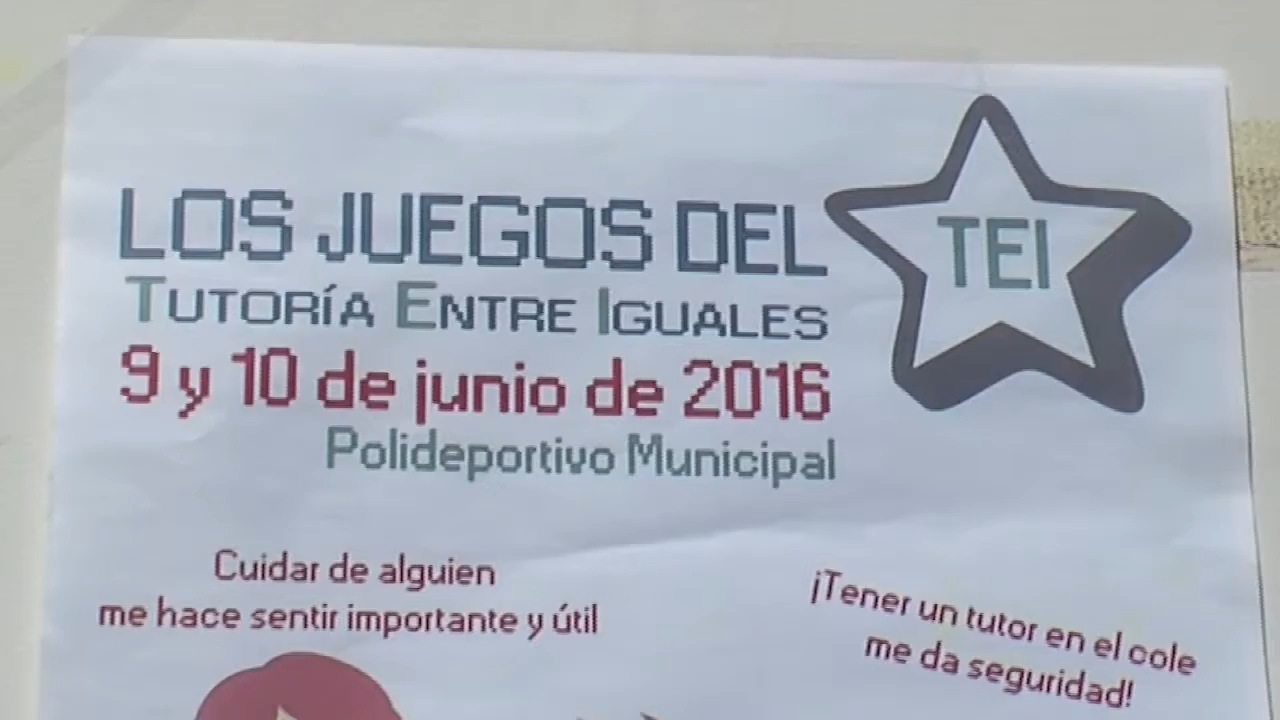 LOS JUEGOS DEL
TEI
TUTORÍA ENTRE IGUALES
9 y 10 de junio de 2016
Polideportivo Municipal
Cuidar de alguien
me hace sentir importante y útil
¡Tener un tutor en el cole
me da seguridad!